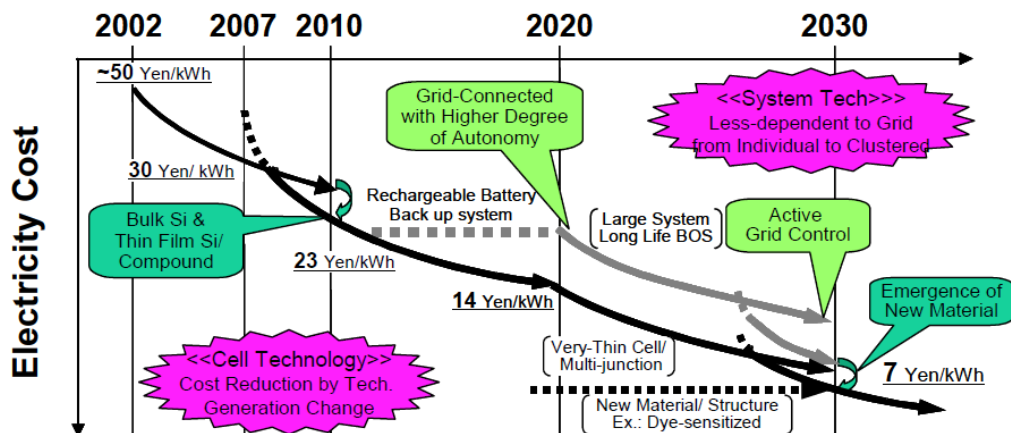 2002 2007 2010 2020 2030
~50 Yen/kWh
Grid-Connected
with Higher Degree
of Autonomy
<<System Tech>>>
Less-dependent to Grid
from Individual to Clustered
30 Yen/ kWh
Rechargeable Battery
Back up system
Bulk Si &
Thin Film Si/
Compound
Large System
Long Life BOS
Active
Grid Control
23 Yen/kWh
14 Yen/kWh
Emergence of
New Material
Electricity Cost
<<Cell Technology>>
Cost Reduction by Tech.
Generation Change
Very-Thin Cell/
Multi-junction
7 Yen/kWh
New Material/ Structure
Ex.: Dye-sensitized